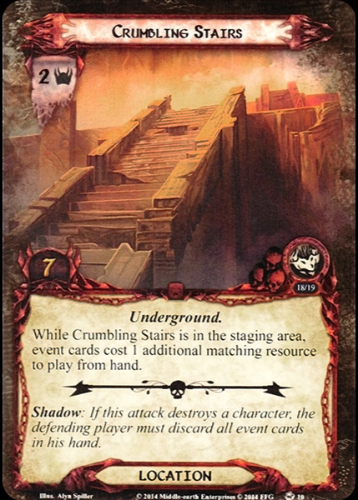 Crumbling Stairs
2
7
18/19
Underground.
While Crumbling Stairs is in the staging area,
event cards cost 1 additional matching resource
to play from hand.
Shadow: If this attack destroys a character, the
defending player must discard all event cards
in his hand.
LOCATION
Illus. Alyn Spiller © 2014 Middle-earth Enterprises © 2014 FFG 10